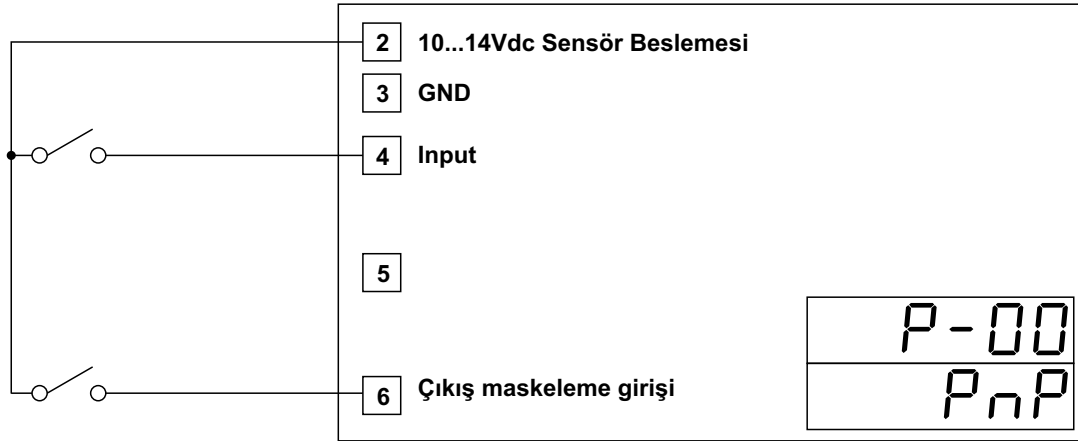 2 10...14Vdc Sensör Beslemesi
3 GND
4 Input
5
6 Çıkış maskeleme girişi
P-00
PnP